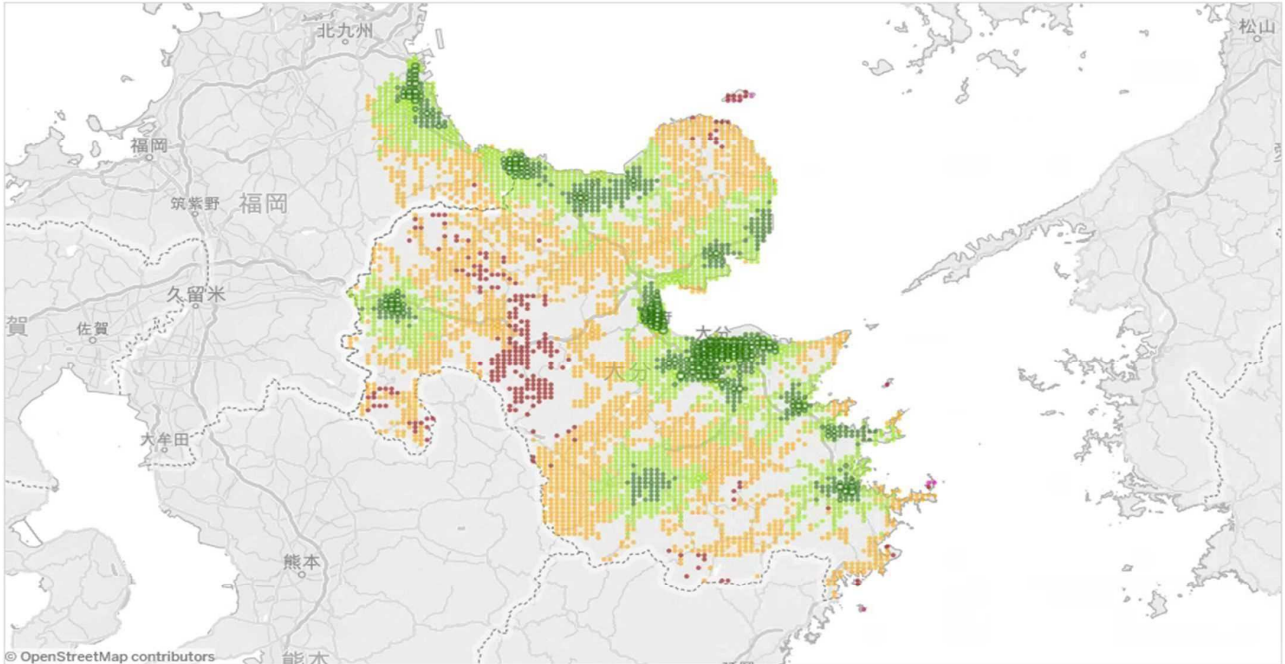 北九州
松山
福岡
筑紫野
福岡
久留米
賀
佐賀
大分
大分
大牟田
熊本
熊本
© OpenStreetMap contributors